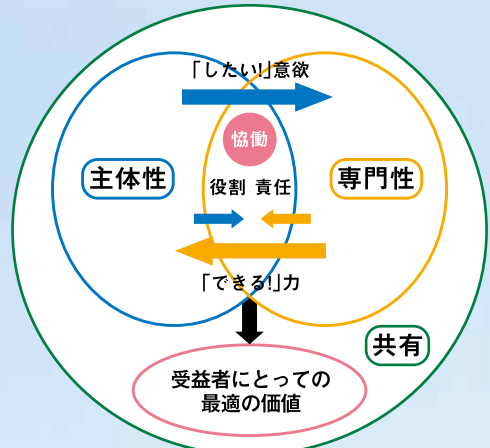 「したい!」意欲
協働
主体性
役割 責任
専門性
「できる!」力
共有
受益者にとっての
最適の価値